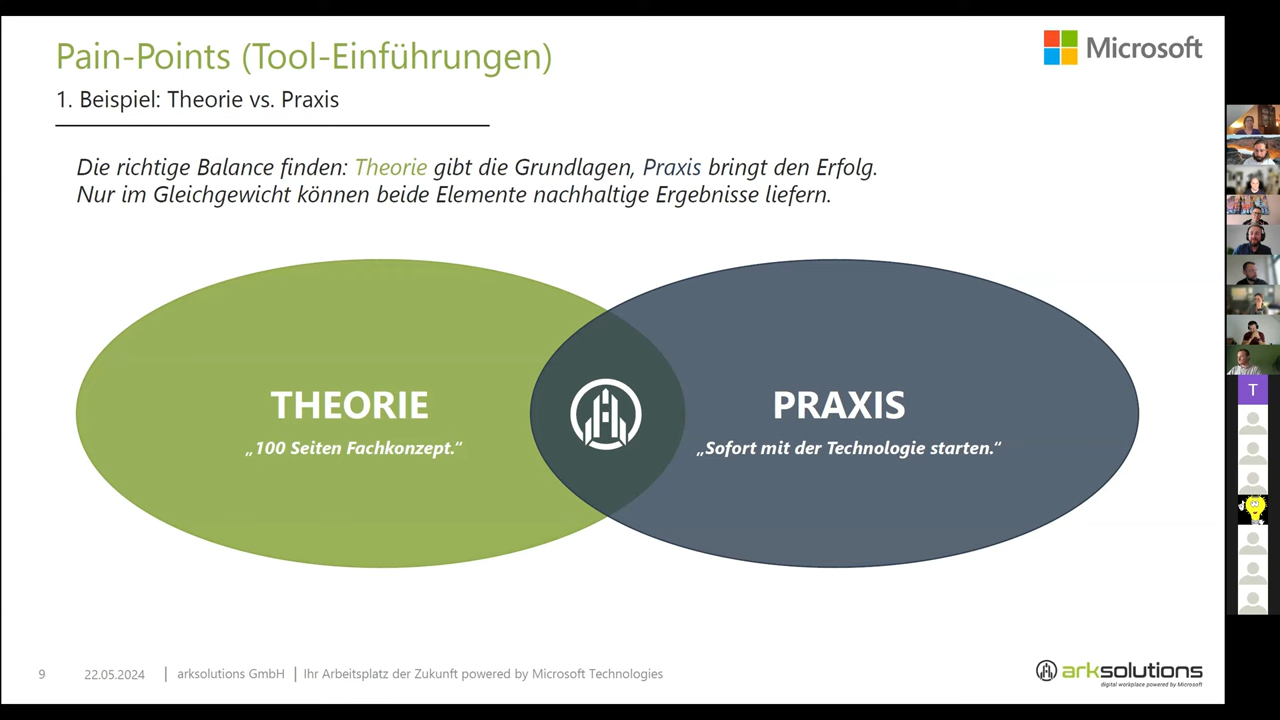 Pain-Points (Tool-Einführungen)
Microsoft
1. Beispiel: Theorie vs. Praxis
Die richtige Balance finden: Theorie gibt die Grundlagen, Praxis bringt den Erfolg.
Nur im Gleichgewicht können beide Elemente nachhaltige Ergebnisse liefern.
THEORIE
„100 Seiten Fachkonzept.“
PRAXIS
„Sofort mit der Technologie starten.“
T
9 22.05.2024 | arksolutions GmbH | Ihr Arbeitsplatz der Zukunft powered by Microsoft Technologies
arksolutions
digital workplace powered by Microsoft